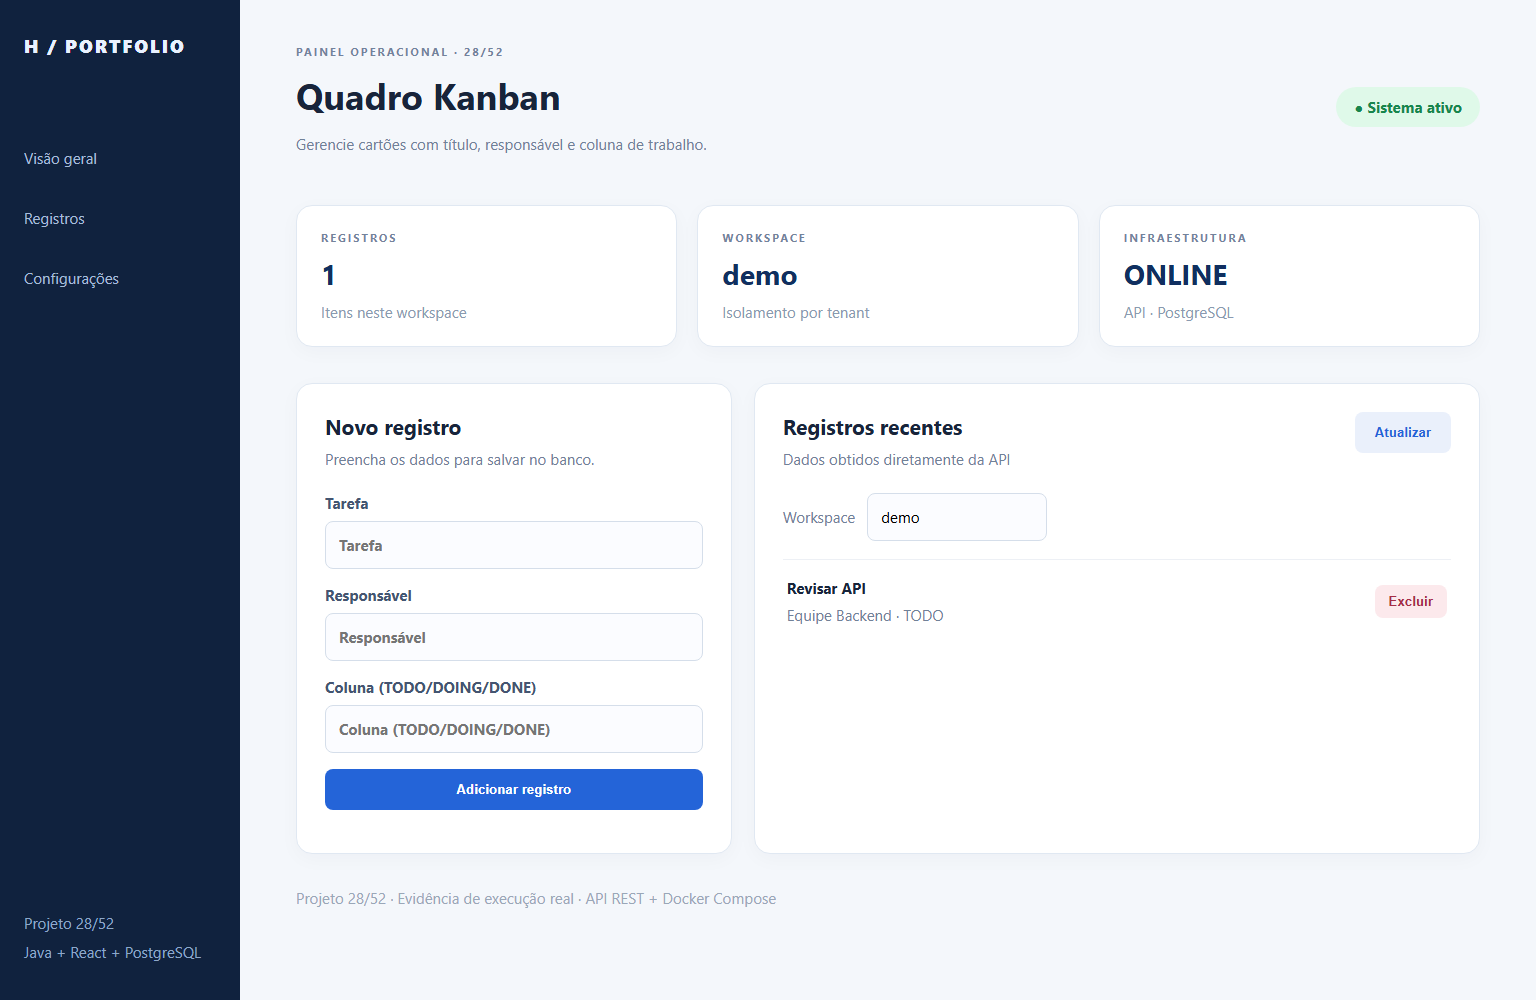 H / PORTFOLIO
Visão geral
Registros
Configurações
Projeto 28/52
Java + React + PostgreSQL
PAINEL OPERACIONAL · 28/52
Quadro Kanban
Gerencie cartões com título, responsável e coluna de trabalho.
● Sistema ativo
REGISTROS
1
Itens neste workspace
WORKSPACE
demo
Isolamento por tenant
INFRAESTRUTURA
ONLINE
API · PostgreSQL
Novo registro
Preencha os dados para salvar no banco.
Tarefa
Tarefa
Responsável
Responsável
Coluna (TODO/DOING/DONE)
Coluna (TODO/DOING/DONE)
Adicionar registro
Registros recentes
Dados obtidos diretamente da API
Atualizar
Workspace demo
Revisar API
Equipe Backend · TODO
Excluir
Projeto 28/52 · Evidência de execução real · API REST + Docker Compose